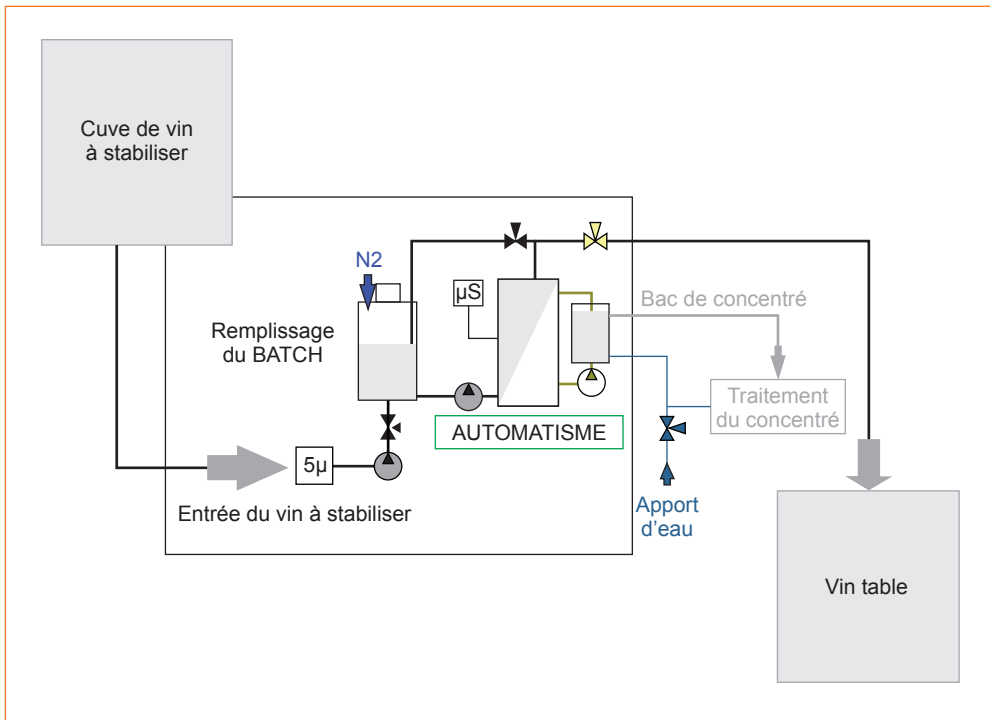 Cuve de vin
à stabiliser
N2
µS
Remplissage
du BATCH
Bac de concentré
Traitement
du concentré
AUTOMATISME
5µ
Entrée du vin à stabiliser
Apport
d'eau
Vin table